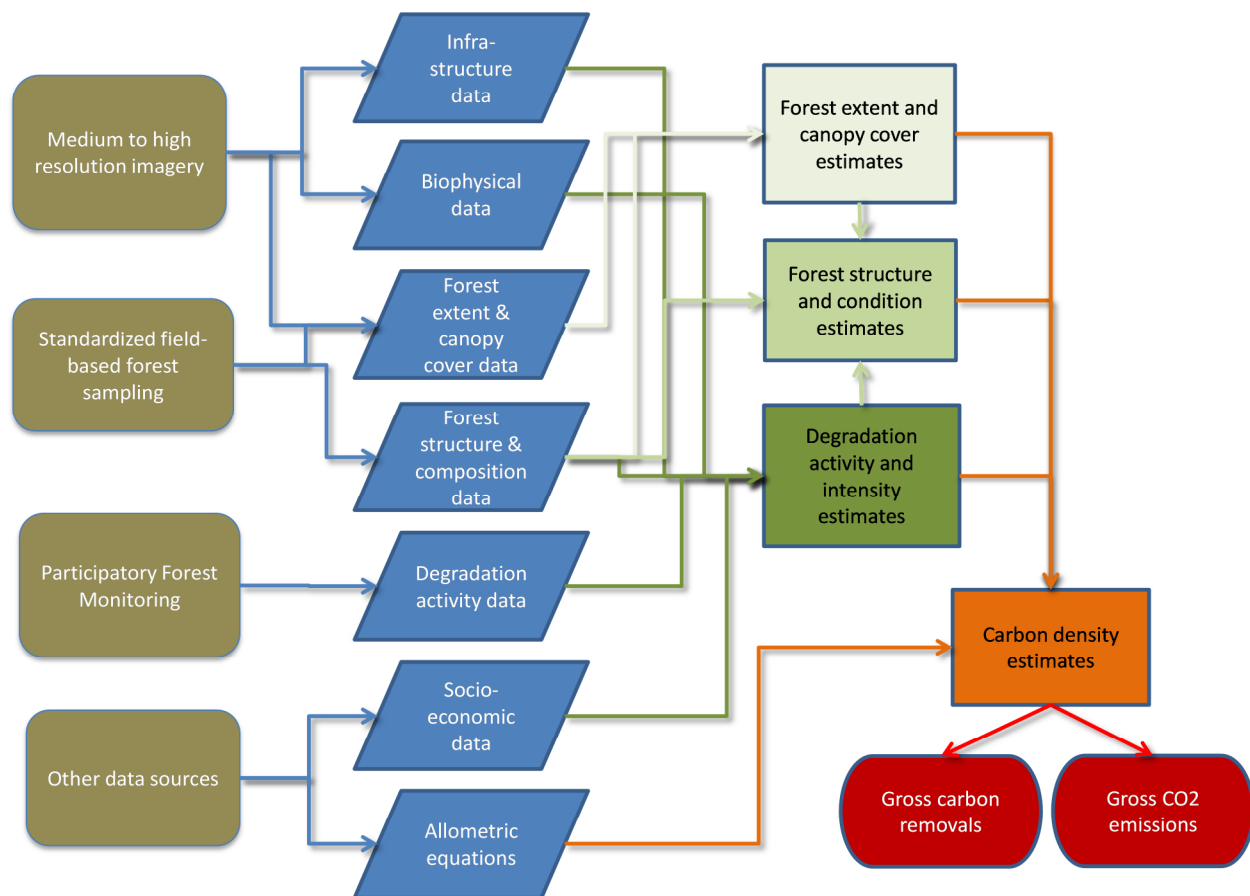 Medium to high
resolution imagery
Standardized field-
based forest
sampling
Participatory Forest
Monitoring
Other data sources
Infra-
structure
data
Biophysical
data
Forest
extent &
canopy
cover data
Forest
structure &
composition
data
Degradation
activity data
Socio-
economic
data
Allometric
equations
Forest extent and
canopy cover
estimates
Forest structure
and condition
estimates
Degradation
activity and
intensity
estimates
Carbon density
estimates
Gross carbon
removals
Gross CO2
emissions